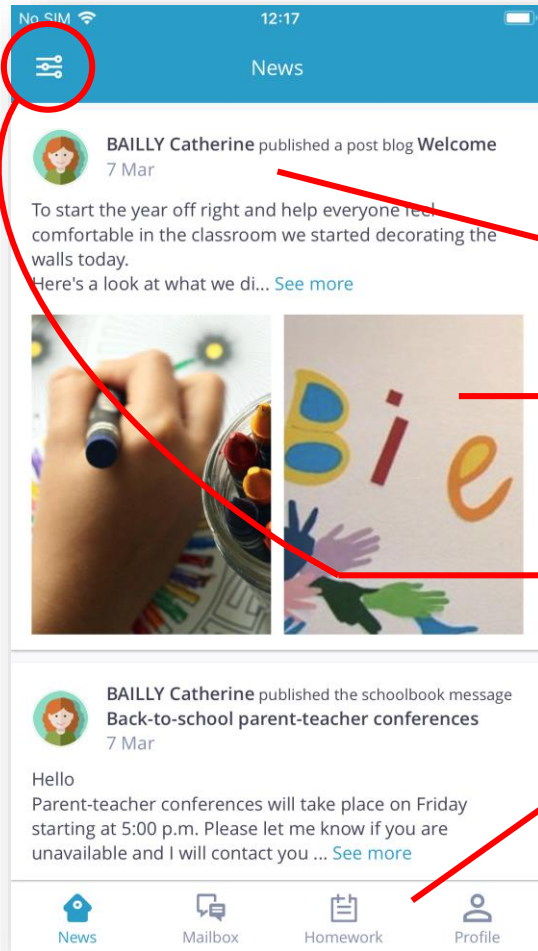 No SIM 12:17
News
BAILLY Catherine published a post blog Welcome
7 Mar
To start the year off right and help everyone feel
comfortable in the classroom we started decorating the
walls today.
Here's a look at what we di... See more
Bie
BAILLY Catherine published the schoolbook message
Back-to-school parent-teacher conferences
7 Mar
Hello
Parent-teacher conferences will take place on Friday
starting at 5:00 p.m. Please let me know if you are
unavailable and I will contact you ... See more
News Mailbox Homework Profile